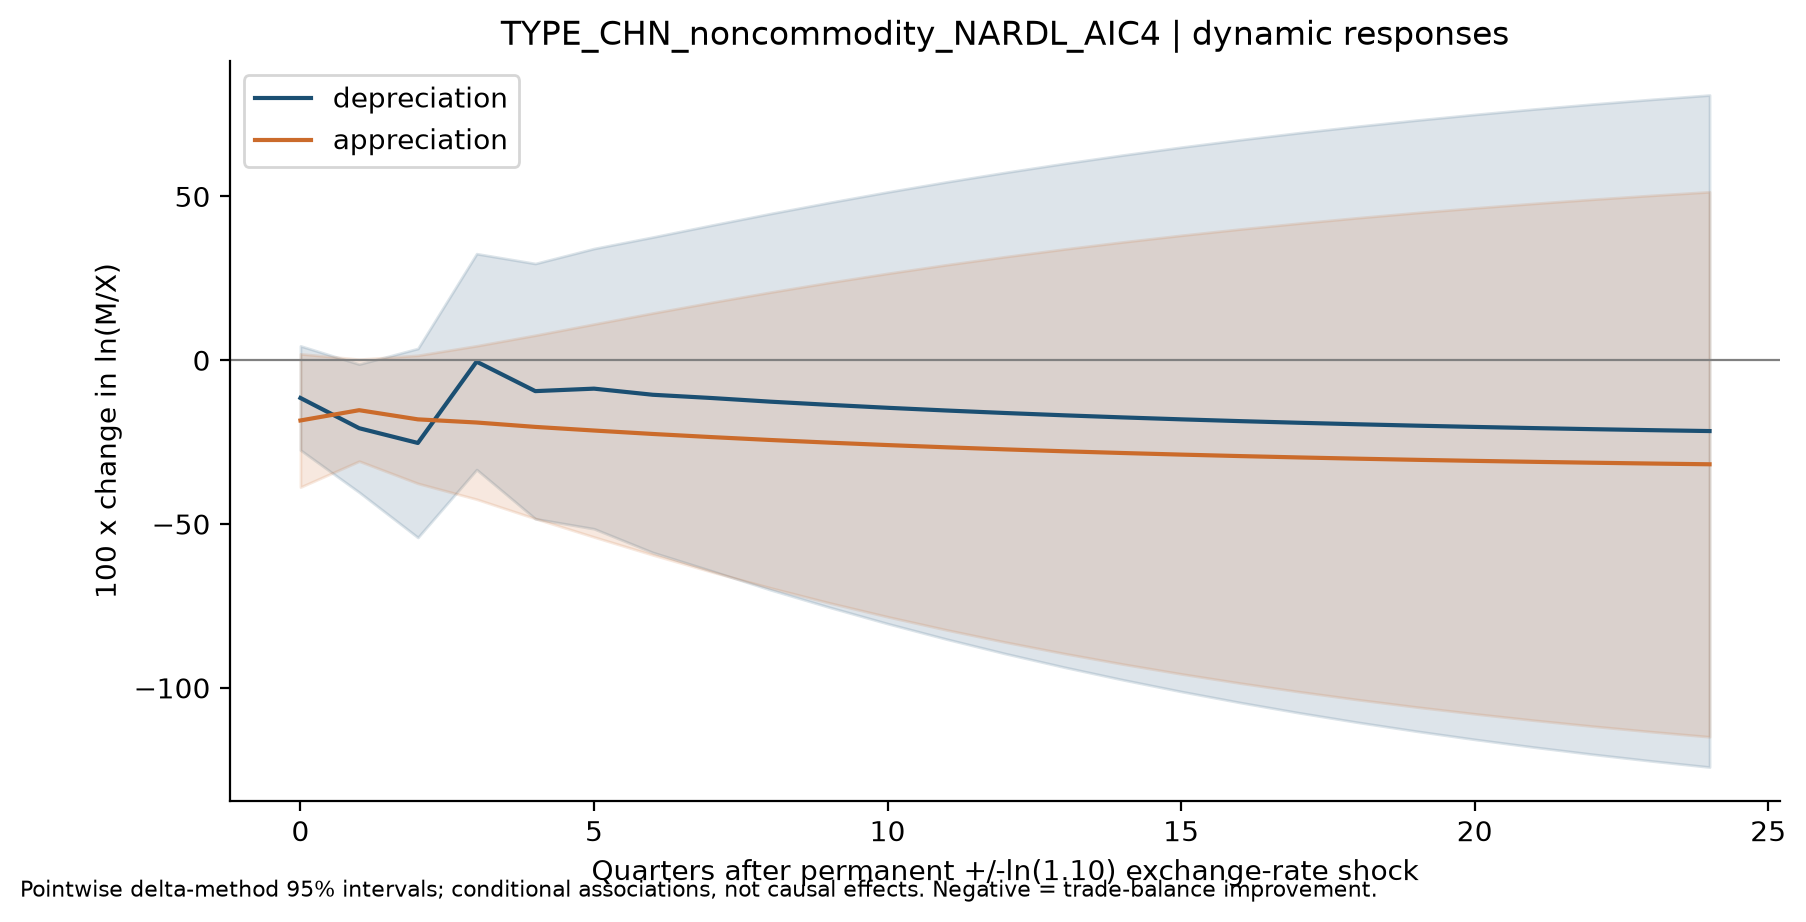 TYPE_CHN_noncommodity_NARDL_AIC4 | dynamic responses
depreciation
appreciation
100 x change in ln(M/X)
50
0
−50
−100
0 5 10 15 20 25
Quarters after permanent +/-ln(1.10) exchange-rate shock
Pointwise delta-method 95% intervals; conditional associations, not causal effects. Negative = trade-balance improvement.